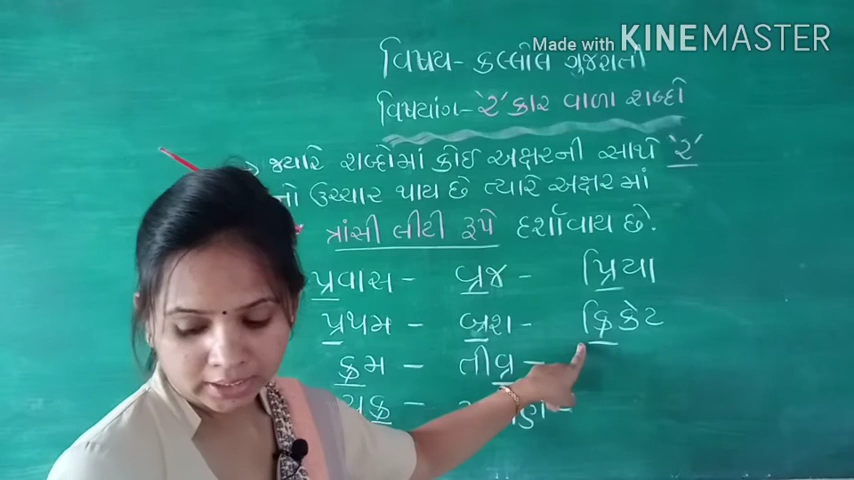 Made with KINEMASTER
વિષય- કલ્લોલ ગુજરાતી
વિષયાંગ- 'ર' કાર વાળા શબ્દો
જ્યારે શબ્દોમાં કોઇ અક્ષરની સાથે 'ર'
નો ઉચ્ચાર થાય છે ત્યારે અક્ષરમાં
ત્રાંસી લીટી રૂપે દર્શાવાય છે.
પ્રવાસ- વ્રજ- પ્રિયા
પ્રથમ- બ્રશ- ક્રિકેટ
ક્રમ- તીવ્ર-
ચક્ર-